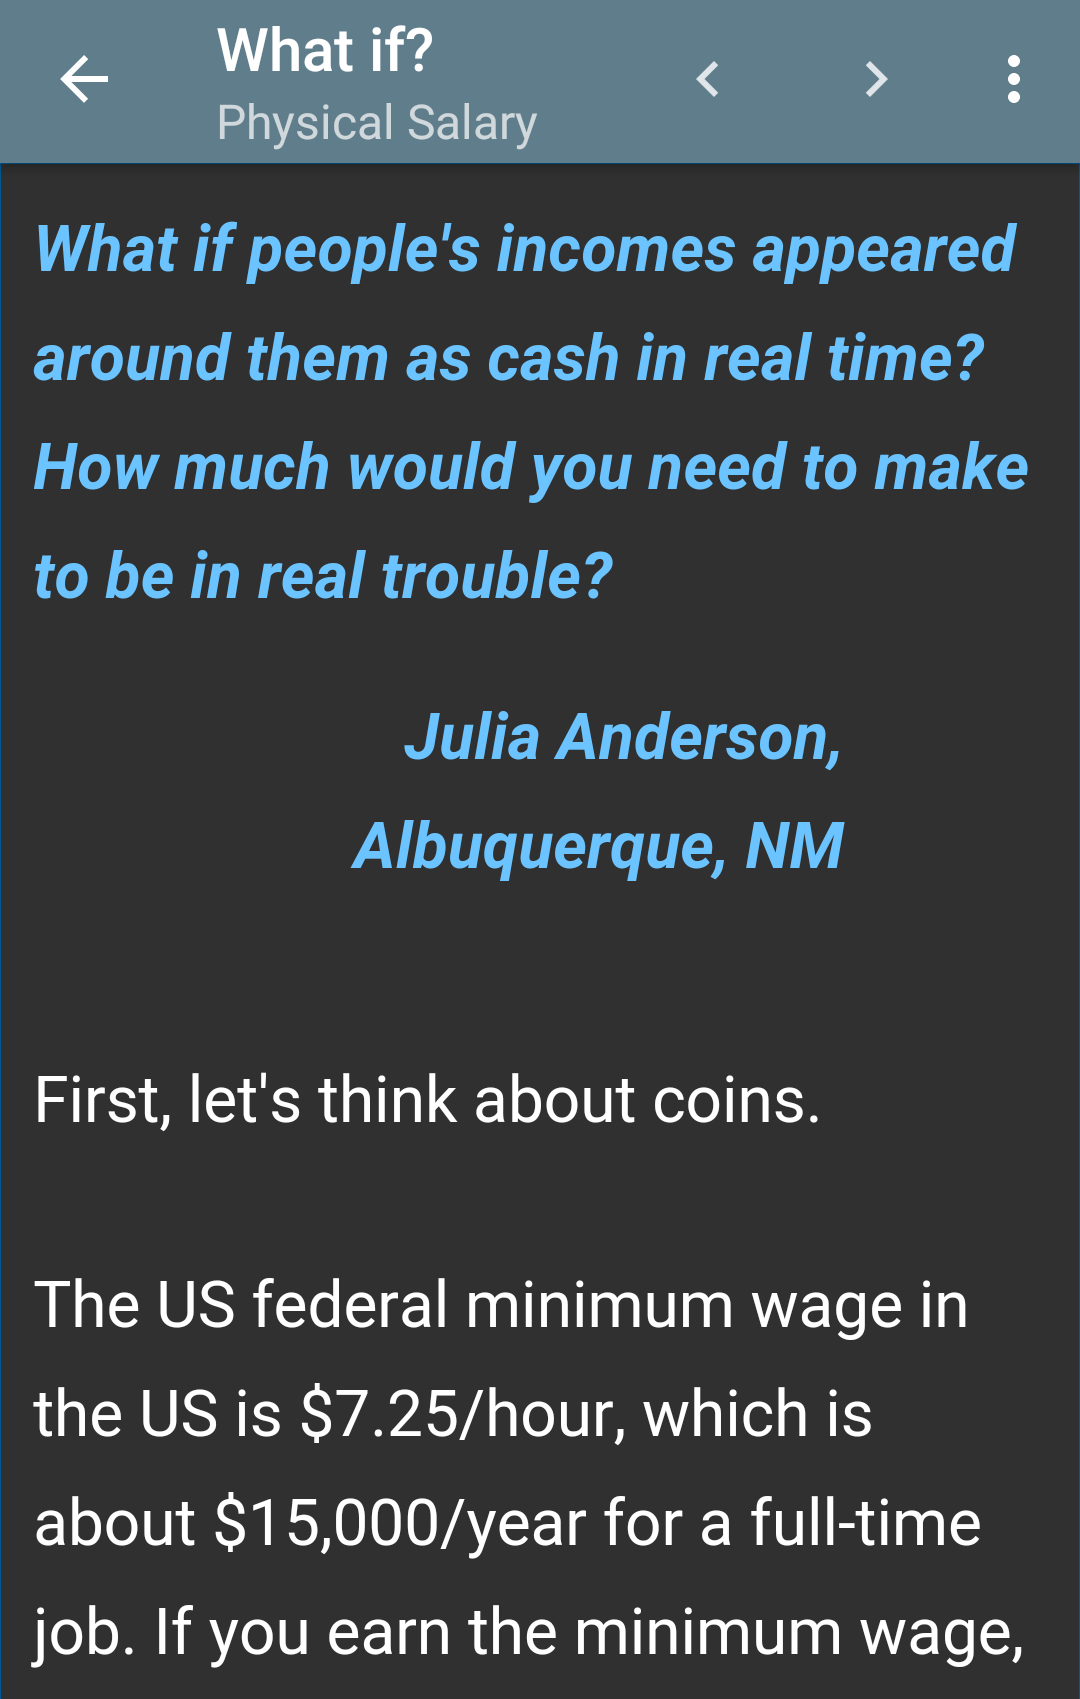 What if?
Physical Salary
What if people's incomes appeared
around them as cash in real time?
How much would you need to make
to be in real trouble?
Julia Anderson,
Albuquerque, NM
First, let's think about coins.
The US federal minimum wage in
the US is $7.25/hour, which is
about $15,000/year for a full-time
job. If you earn the minimum wage,